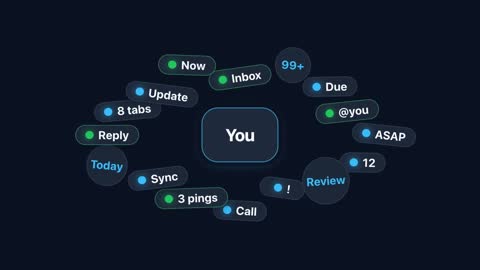 Now
Inbox
99+
Due
Update
8 tabs
@you
Reply
You
ASAP
Today
12
Sync
Review
3 pings
!
Call